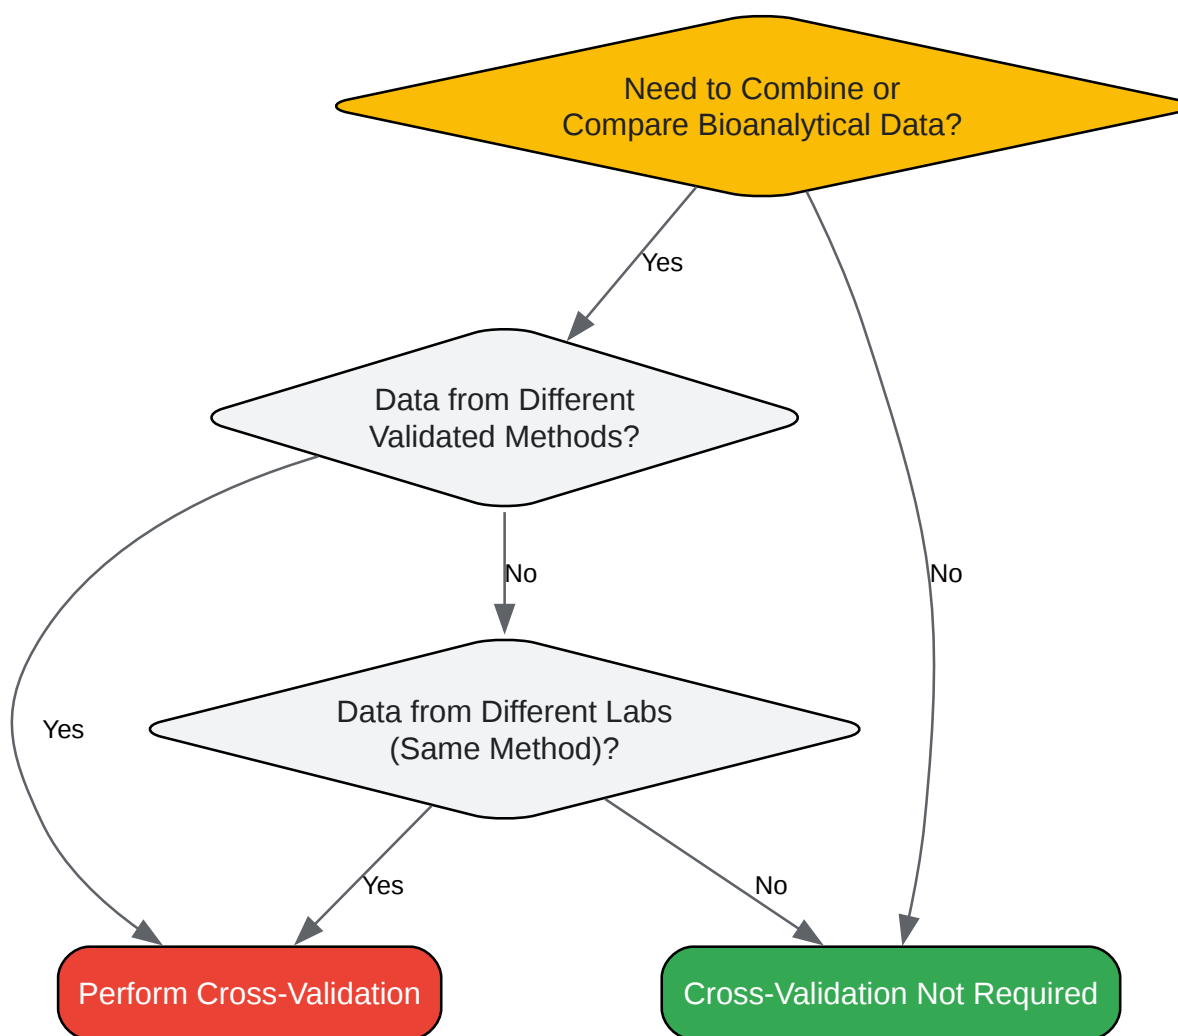 Need to Combine or
Compare Bioanalytical Data?
Yes
Data from Different
Validated Methods?
No
No
Data from Different Labs
(Same Method)?
Yes
Yes
No
Perform Cross-Validation
Cross-Validation Not Required